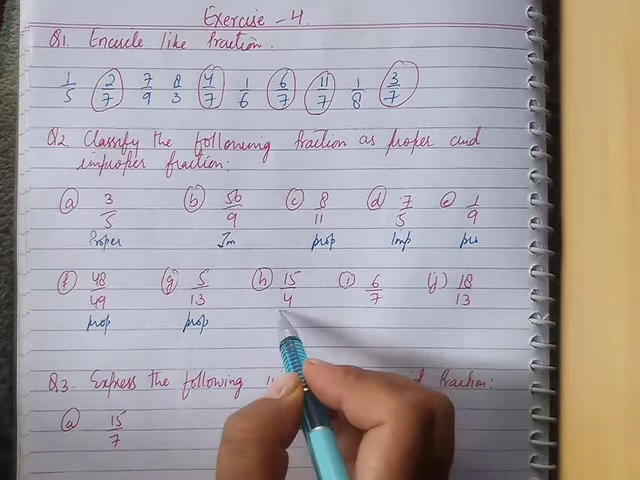 Exercise - 4.
Q1. Encircle like fraction.
1/5 2/7 7/9 8/3 4/7 1/6 6/7 11/7 1/8 3/7
Q2. Classify the following fraction as proper and
improper fraction:
(a) 3/5 (b) 56/9 (c) 8/11 (d) 7/5 (e) 1/9
Proper Im prop Imp pro
(f) 48/49 (g) 5/13 (h) 15/4 (i) 6/7 (j) 18/13
prop prop
Q3. Express the following fraction:
(a) 15/7